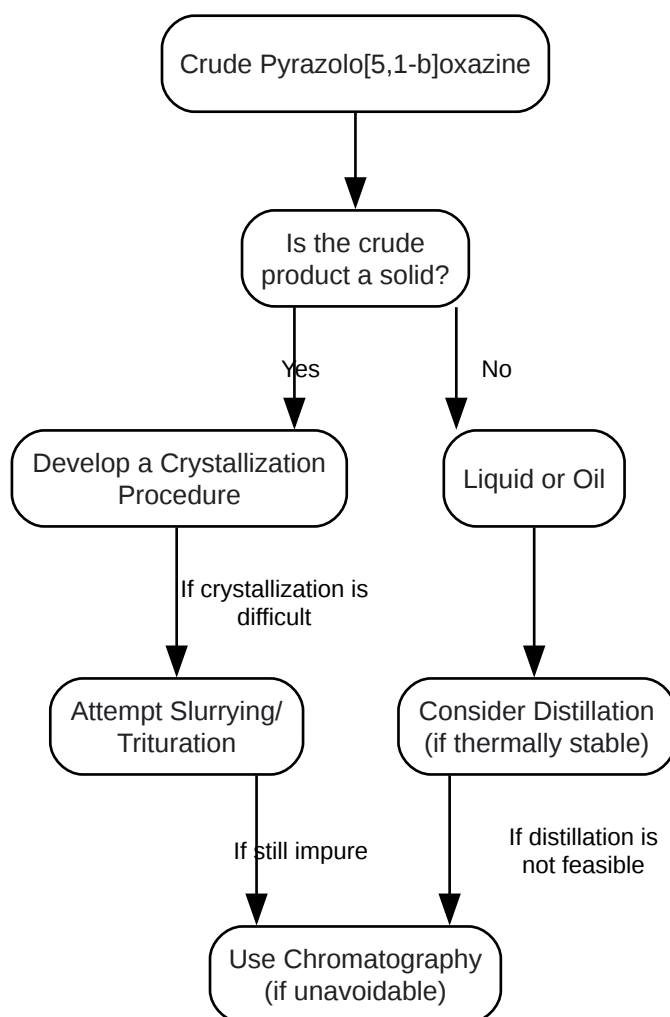 Crude Pyrazolo[5,1-b]oxazine
Is the crude
product a solid?
Yes
No
Develop a Crystallization
Procedure
Liquid or Oil
If crystallization is
difficult
Attempt Slurrying/
Trituration
Consider Distillation
(if thermally stable)
If still impure
If distillation is
not feasible
Use Chromatography
(if unavoidable)